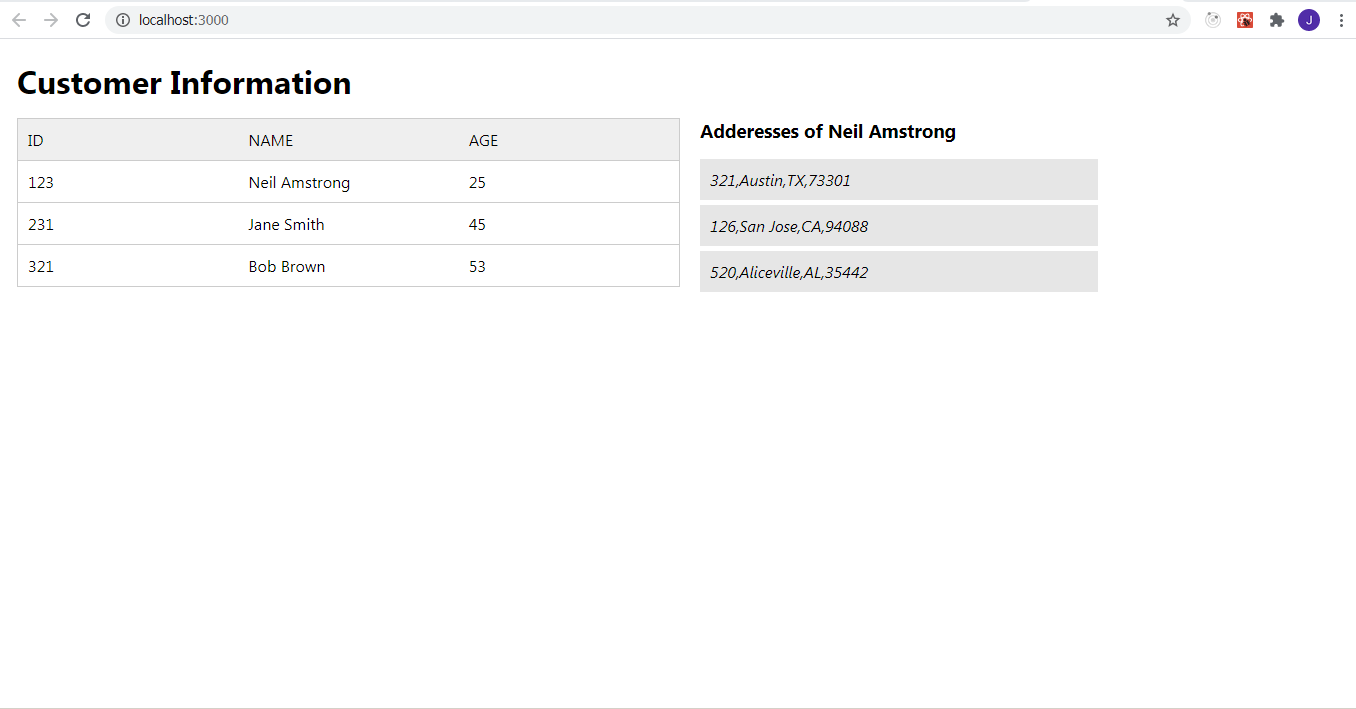 localhost:3000
J
Customer Information
ID NAME AGE
123 Neil Amstrong 25
231 Jane Smith 45
321 Bob Brown 53
Adderesses of Neil Amstrong
321,Austin,TX,73301
126,San Jose,CA,94088
520,Aliceville,AL,35442